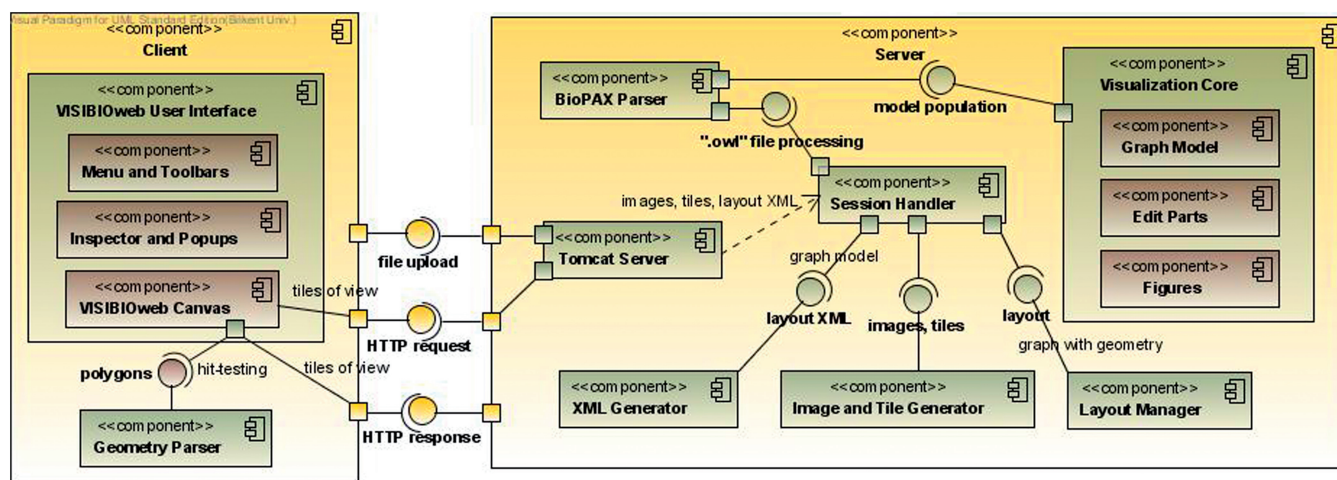 Visual Paradigm for UML Standard Edition(Bilkent Univ.)
<<component>>
Client
<<component>>
VISIBIOweb User Interface
<<component>>
Menu and Toolbars
<<component>>
Inspector and Popups
<<component>>
VISIBIOweb Canvas
tiles of view
polygons
hit-testing
tiles of view
<<component>>
Geometry Parser
file upload
HTTP request
HTTP response
<<component>>
Server
<<component>>
BioPAX Parser
model population
".owl" file processing
<<component>>
Visualization Core
<<component>>
Graph Model
<<component>>
Edit Parts
<<component>>
Figures
<<component>>
Session Handler
images, tiles, layout XML
<<component>>
Tomcat Server
graph model
layout XML
images, tiles
layout
graph with geometry
<<component>>
XML Generator
<<component>>
Image and Tile Generator
<<component>>
Layout Manager